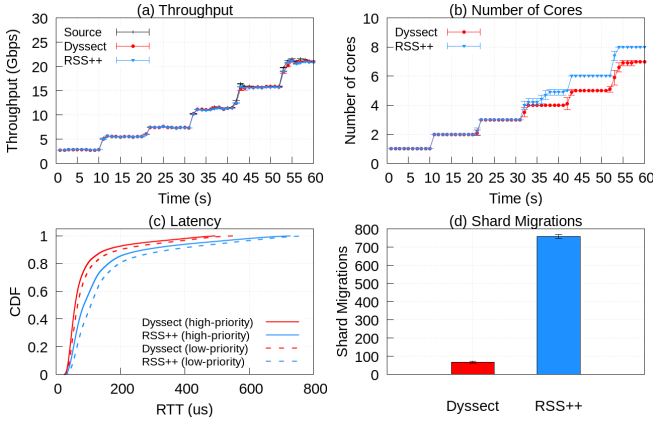 (a) Throughput
Throughput (Gbps)
30
25
20
15
10
5
0
Source
Dyssect
RSS++
0 5 10 15 20 25 30 35 40 45 50 55 60
Time (s)
(b) Number of Cores
Number of cores
10
8
6
4
2
0
Dyssect
RSS++
0 5 10 15 20 25 30 35 40 45 50 55 60
Time (s)
(c) Latency
CDF
1
0.8
0.6
0.4
0.2
0
Dyssect (high-priority)
RSS++ (high-priority)
Dyssect (low-priority)
RSS++ (low-priority)
0 200 400 600 800
RTT (us)
(d) Shard Migrations
Shard Migrations
800
700
600
500
400
300
200
100
0
Dyssect RSS++